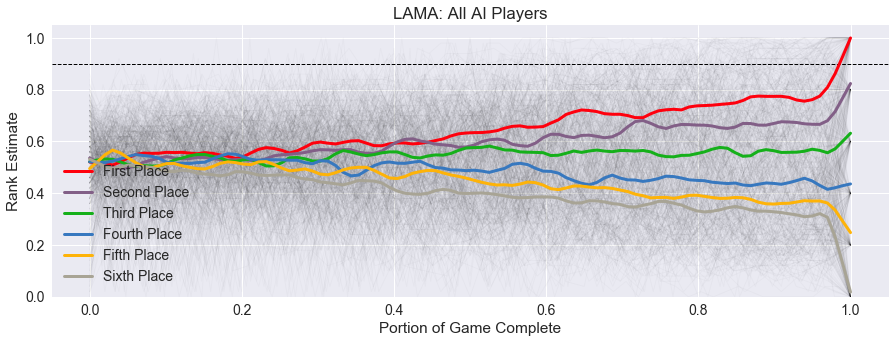 LAMA: All AI Players
Rank Estimate
1.0
0.8
0.6
0.4
0.2
0.0
First Place
Second Place
Third Place
Fourth Place
Fifth Place
Sixth Place
0.0 0.2 0.4 0.6 0.8 1.0
Portion of Game Complete